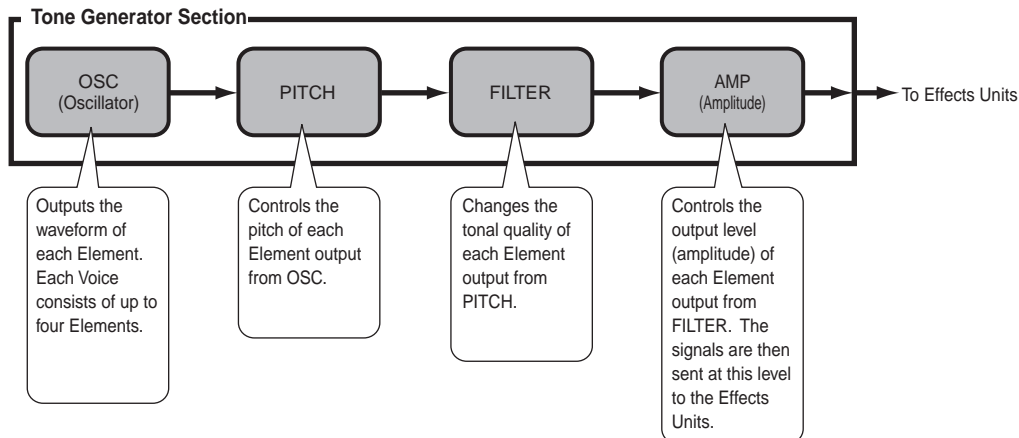 Tone Generator Section
OSC
(Oscillator)
PITCH
FILTER
AMP
(Amplitude)
To Effects Units
Outputs the
waveform of
each Element.
Each Voice
consists of up to
four Elements.
Controls the
pitch of each
Element output
from OSC.
Changes the
tonal quality of
each Element
output from
PITCH.
Controls the
output level
(amplitude) of
each Element
output from
FILTER. The
signals are then
sent at this level
to the Effects
Units.